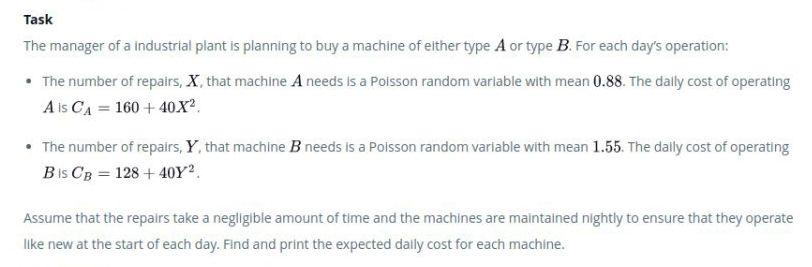 Task
The manager of a industrial plant is planning to buy a machine of either type A or type B. For each day's operation:
• The number of repairs, X, that machine A needs is a Poisson random variable with mean 0.88. The daily cost of operating
A is C_A = 160 + 40X².
• The number of repairs, Y, that machine B needs is a Poisson random variable with mean 1.55. The daily cost of operating
B is C_B = 128 + 40Y².
Assume that the repairs take a negligible amount of time and the machines are maintained nightly to ensure that they operate
like new at the start of each day. Find and print the expected daily cost for each machine.